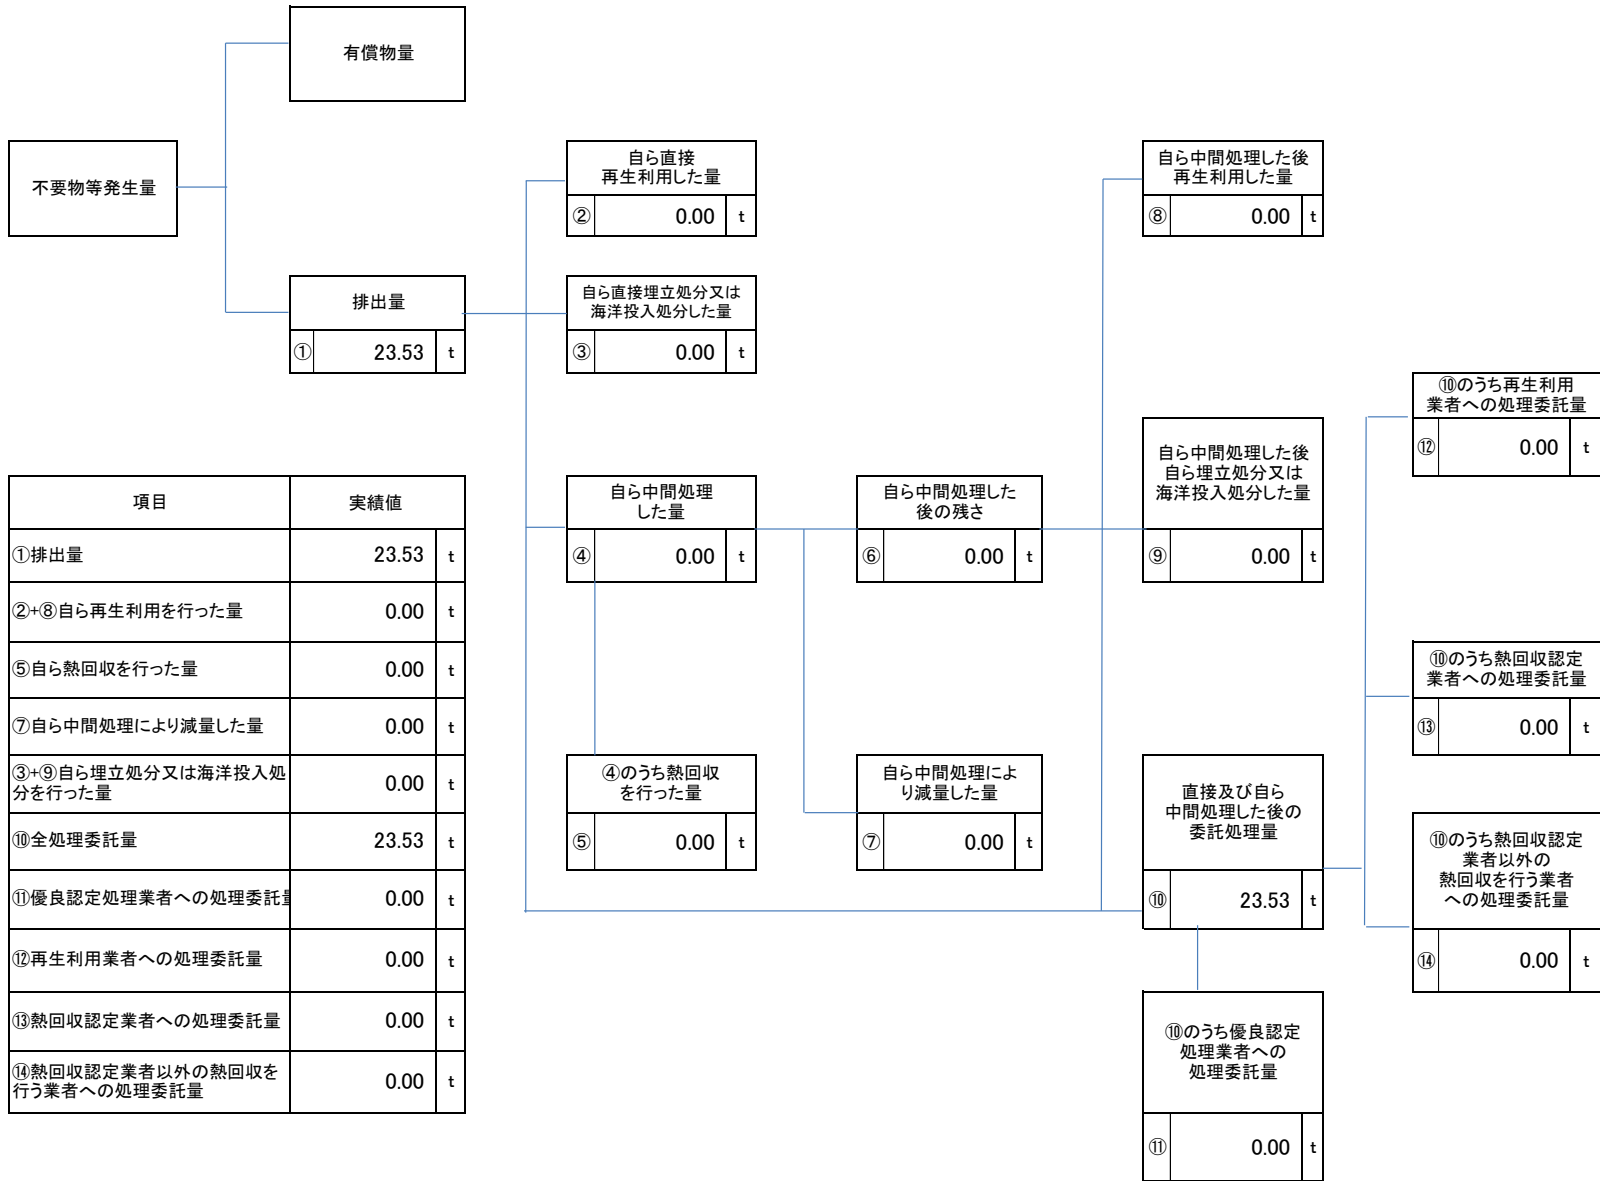 有償物量
不要物等発生量
排出量
① 23.53 t
自ら直接
再生利用した量
② 0.00 t
自ら直接埋立処分又は
海洋投入処分した量
③ 0.00 t
自ら中間処理
した量
④ 0.00 t
④のうち熱回収
を行った量
⑤ 0.00 t
自ら中間処理した
後の残さ
⑥ 0.00 t
自ら中間処理によ
り減量した量
⑦ 0.00 t
自ら中間処理した後
再生利用した量
⑧ 0.00 t
自ら中間処理した後
自ら埋立処分又は
海洋投入処分した量
⑨ 0.00 t
直接及び自ら
中間処理した後の
委託処理量
⑩ 23.53 t
⑩のうち優良認定
処理業者への
処理委託量
⑪ 0.00 t
⑩のうち再生利用
業者への処理委託量
⑫ 0.00 t
⑩のうち熱回収認定
業者への処理委託量
⑬ 0.00 t
⑩のうち熱回収認定
業者以外の
熱回収を行う業者
への処理委託量
⑭ 0.00 t
項目 実績値
①排出量 23.53 t
②+⑧自ら再生利用を行った量 0.00 t
⑤自ら熱回収を行った量 0.00 t
⑦自ら中間処理により減量した量 0.00 t
③+⑨自ら埋立処分又は海洋投入処
分を行った量 0.00 t
⑩全処理委託量 23.53 t
⑪優良認定処理業者への処理委託量 0.00 t
⑫再生利用業者への処理委託量 0.00 t
⑬熱回収認定業者への処理委託量 0.00 t
⑭熱回収認定業者以外の熱回収を
行う業者への処理委託量 0.00 t